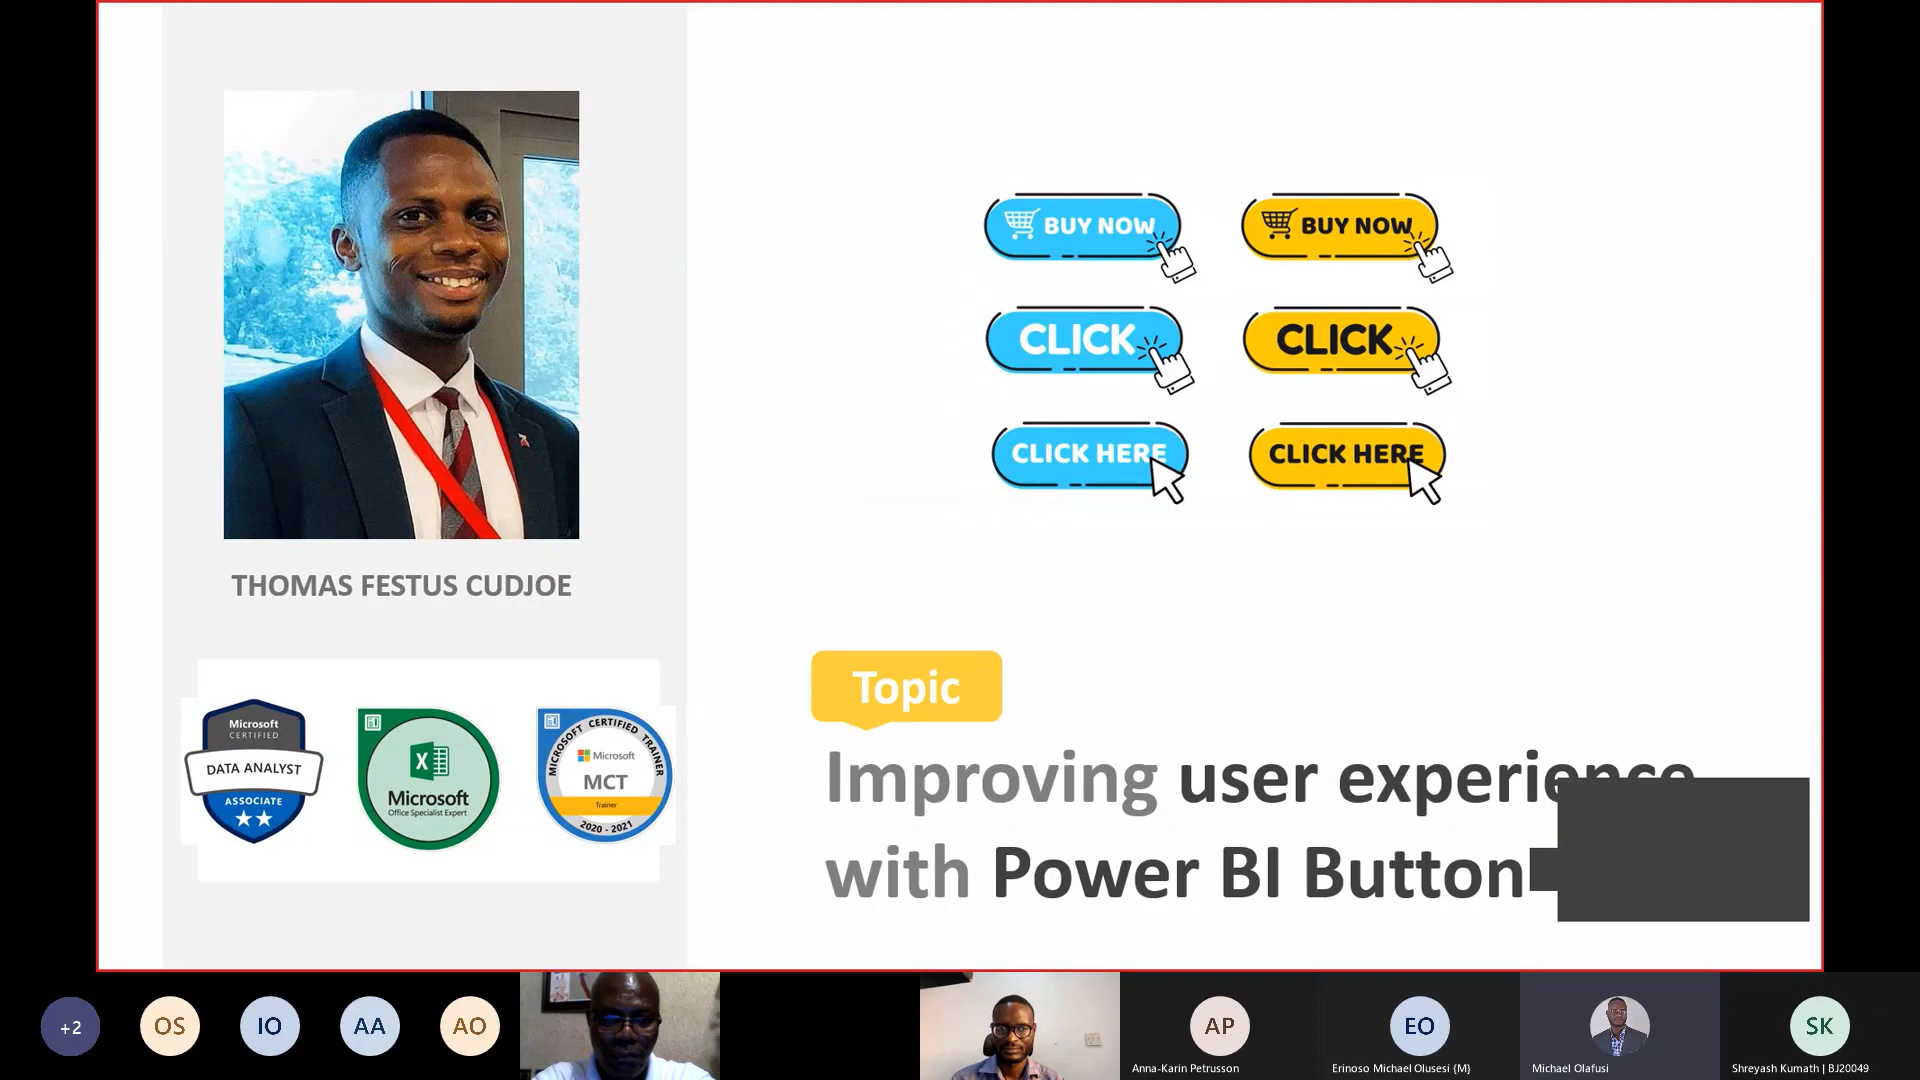 BUY NOW
BUY NOW
CLICK
CLICK
CLICK HERE
CLICK HERE
THOMAS FESTUS CUDJOE
Microsoft
CERTIFIED
DATA ANALYST
ASSOCIATE
Microsoft
Office Specialist Expert
MICROSOFT CERTIFIED TRAINER
Microsoft
MCT
Trainer
2020 - 2021
Topic
Improving user experience
with Power BI Button
+2
OS
IO
AA
AO
AP
EO
SK
Anna-Karin Petrusson
Erinoso Michael Olusesi (M)
Michael Olafusi
Shreyash Kumath | BJ20049